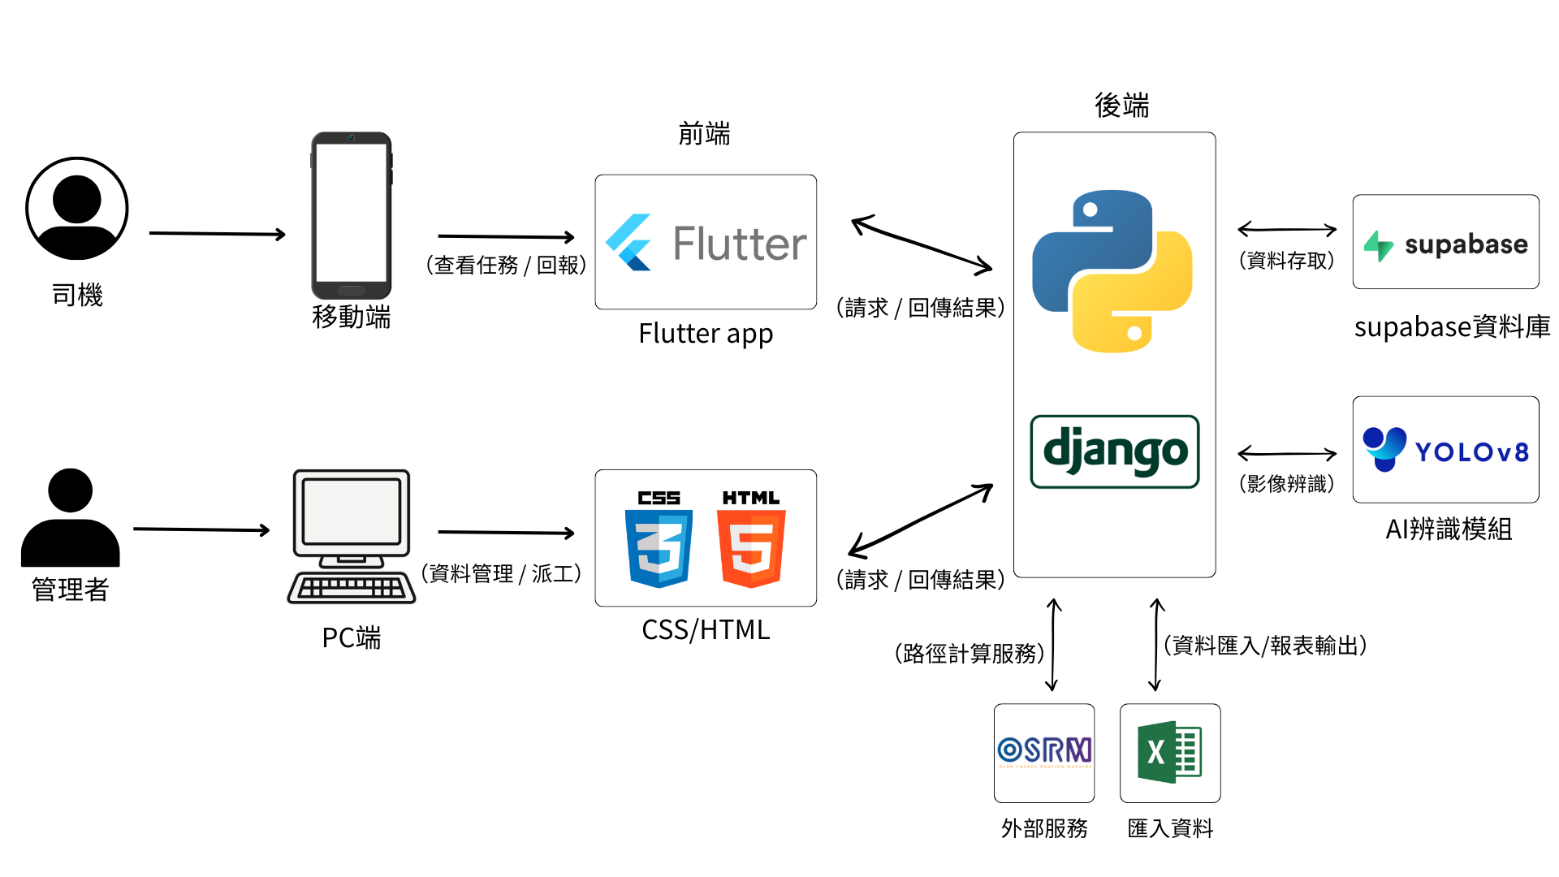 後端
前端
Flutter
supabase
(查看任務 / 回報)
(資料存取)
司機
移動端
(請求 / 回傳結果)
Flutter app
supabase資料庫
django
YOLOv8
(影像辨識)
CSS
3
HTML
5
AI辨識模組
(資料管理 / 派工)
(請求 / 回傳結果)
管理者
PC端
CSS/HTML
(路徑計算服務)
(資料匯入/報表輸出)
OSRM
X
外部服務
匯入資料